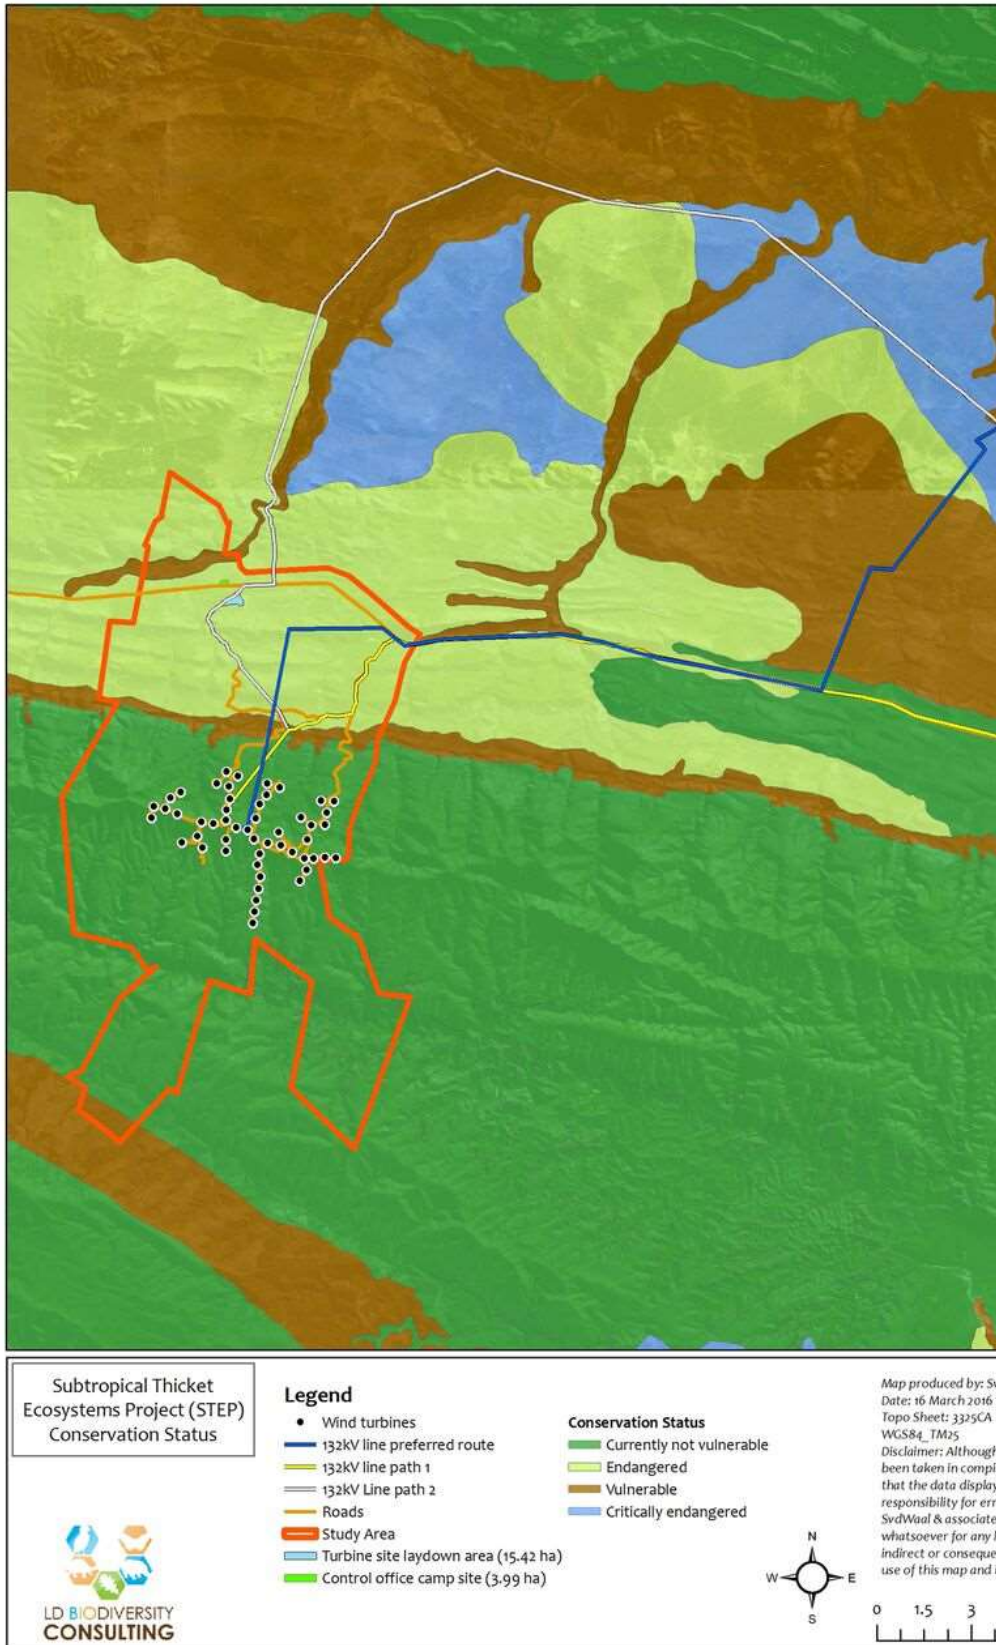 Subtropical Thicket
Ecosystems Project (STEP)
Conservation Status
LD BIODIVERSITY
CONSULTING
Legend
Wind turbines
132kV line preferred route
132kV line path 1
132kV Line path 2
Roads
Study Area
Turbine site laydown area (15.42 ha)
Control office camp site (3.99 ha)
Conservation Status
Currently not vulnerable
Endangered
Vulnerable
Critically endangered
N
W E
S
Map produced by:
Date: 16 March 2016
Topo Sheet: 3325CA
WGS84_TM25
Disclaimer: Although
been taken in compi
that the data display
responsibility for err
SvdWaal & associate
whatsoever for any
indirect or conseque
use of this map and
0 1.5 3